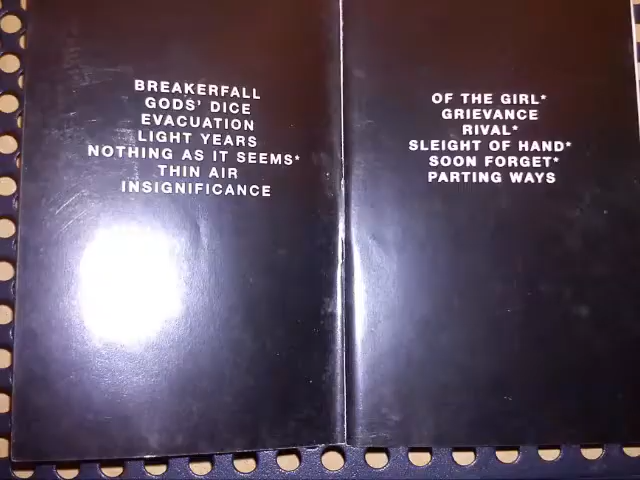 BREAKERFALL
GODS' DICE
EVACUATION
LIGHT YEARS
NOTHING AS IT SEEMS*
THIN AIR
INSIGNIFICANCE
OF THE GIRL*
GRIEVANCE
RIVAL*
SLEIGHT OF HAND*
SOON FORGET*
PARTING WAYS